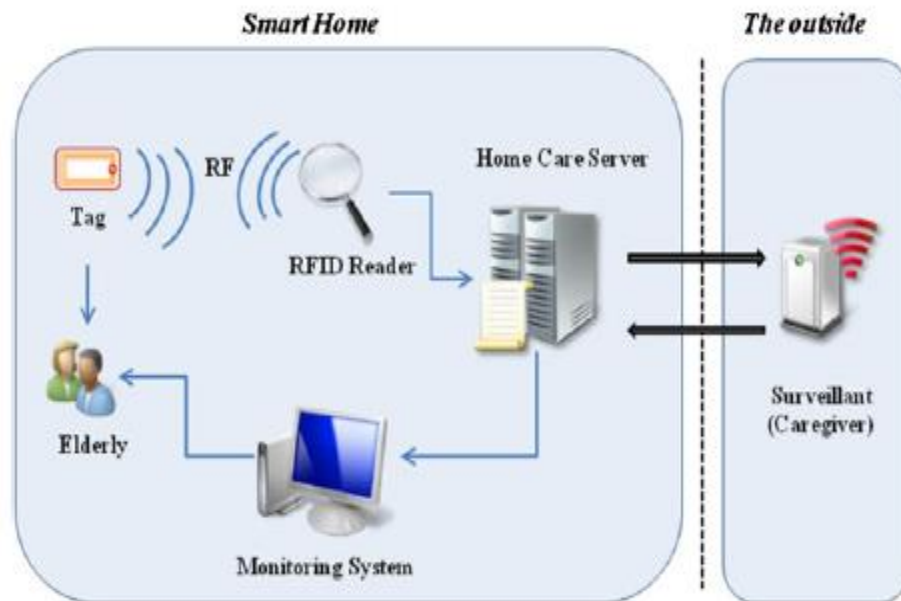 Smart Home
The outside
RF
Home Care Server
Tag
RFID Reader
Surveillant
(Caregiver)
Elderly
Monitoring System